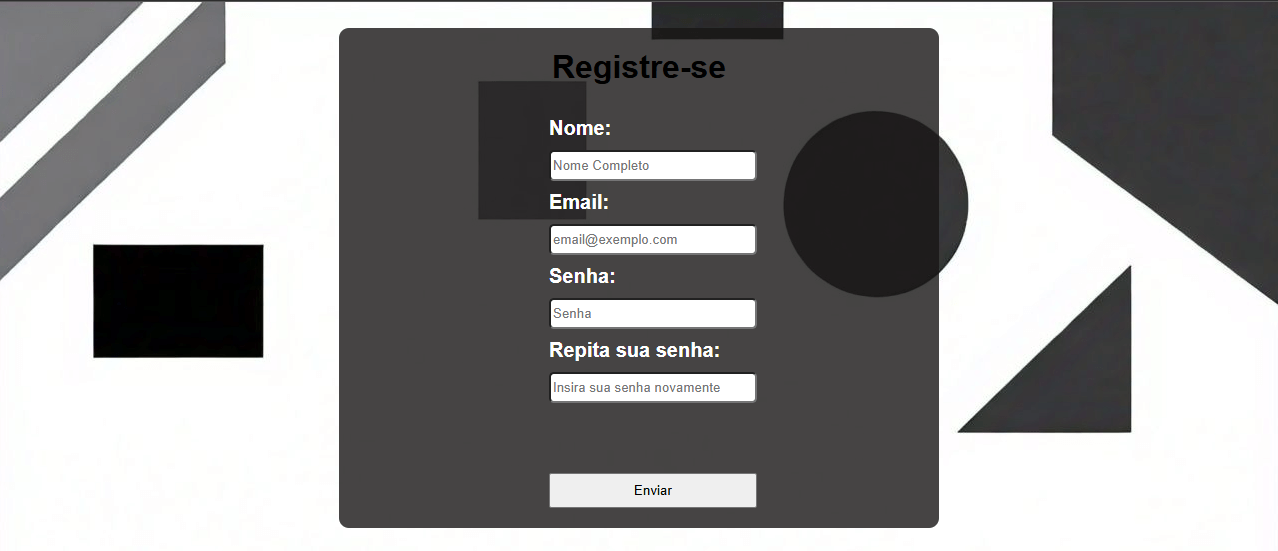 Registre-se
Nome:
Nome Completo
Email:
email@exemplo.com
Senha:
Senha
Repita sua senha:
Insira sua senha novamente
Enviar